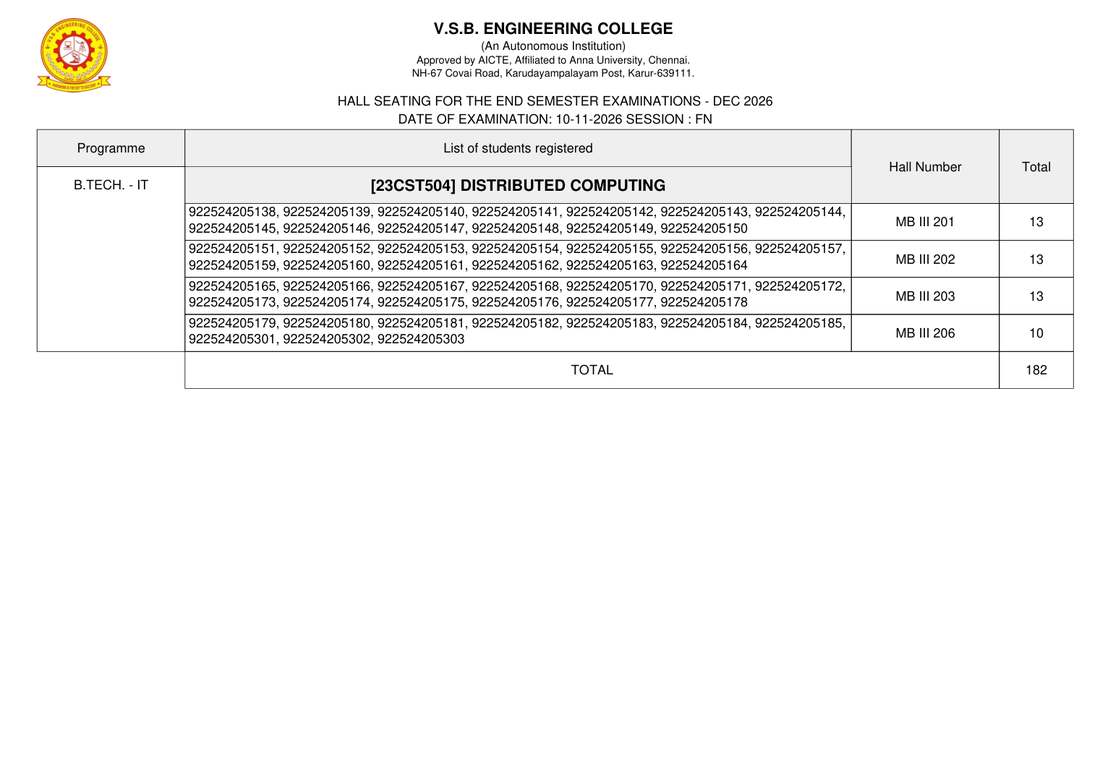 V.S.B. ENGINEERING COLLEGE
(An Autonomous Institution)
Approved by AICTE, Affiliated to Anna University, Chennai.
NH-67 Covai Road, Karudayampalayam Post, Karur-639111.
HALL SEATING FOR THE END SEMESTER EXAMINATIONS - DEC 2026
DATE OF EXAMINATION: 10-11-2026 SESSION : FN
Programme
List of students registered
Hall Number
Total
B.TECH. - IT
[23CST504] DISTRIBUTED COMPUTING
922524205138, 922524205139, 922524205140, 922524205141, 922524205142, 922524205143, 922524205144,
922524205145, 922524205146, 922524205147, 922524205148, 922524205149, 922524205150
MB III 201
13
922524205151, 922524205152, 922524205153, 922524205154, 922524205155, 922524205156, 922524205157,
922524205159, 922524205160, 922524205161, 922524205162, 922524205163, 922524205164
MB III 202
13
922524205165, 922524205166, 922524205167, 922524205168, 922524205170, 922524205171, 922524205172,
922524205173, 922524205174, 922524205175, 922524205176, 922524205177, 922524205178
MB III 203
13
922524205179, 922524205180, 922524205181, 922524205182, 922524205183, 922524205184, 922524205185,
922524205301, 922524205302, 922524205303
MB III 206
10
TOTAL
182